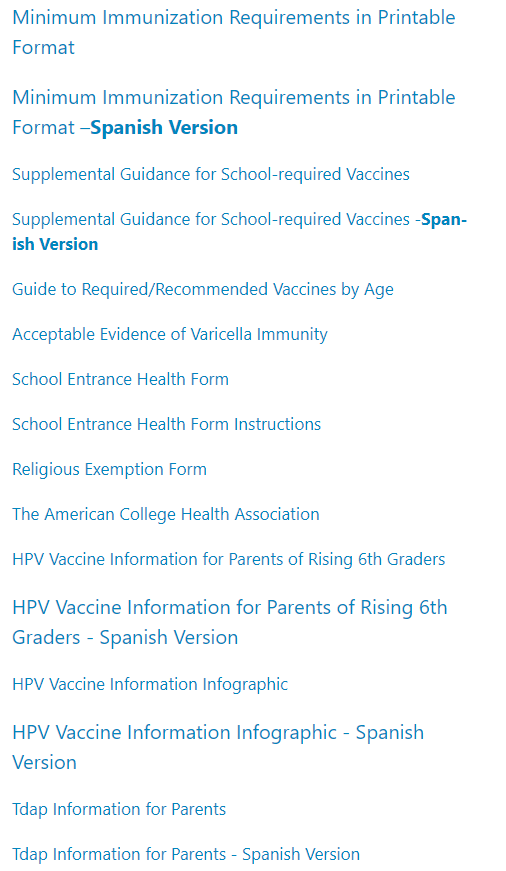 Minimum Immunization Requirements in Printable
Format
Minimum Immunization Requirements in Printable
Format –Spanish Version
Supplemental Guidance for School-required Vaccines
Supplemental Guidance for School-required Vaccines -Span-
ish Version
Guide to Required/Recommended Vaccines by Age
Acceptable Evidence of Varicella Immunity
School Entrance Health Form
School Entrance Health Form Instructions
Religious Exemption Form
The American College Health Association
HPV Vaccine Information for Parents of Rising 6th Graders
HPV Vaccine Information for Parents of Rising 6th
Graders - Spanish Version
HPV Vaccine Information Infographic
HPV Vaccine Information Infographic - Spanish
Version
Tdap Information for Parents
Tdap Information for Parents - Spanish Version